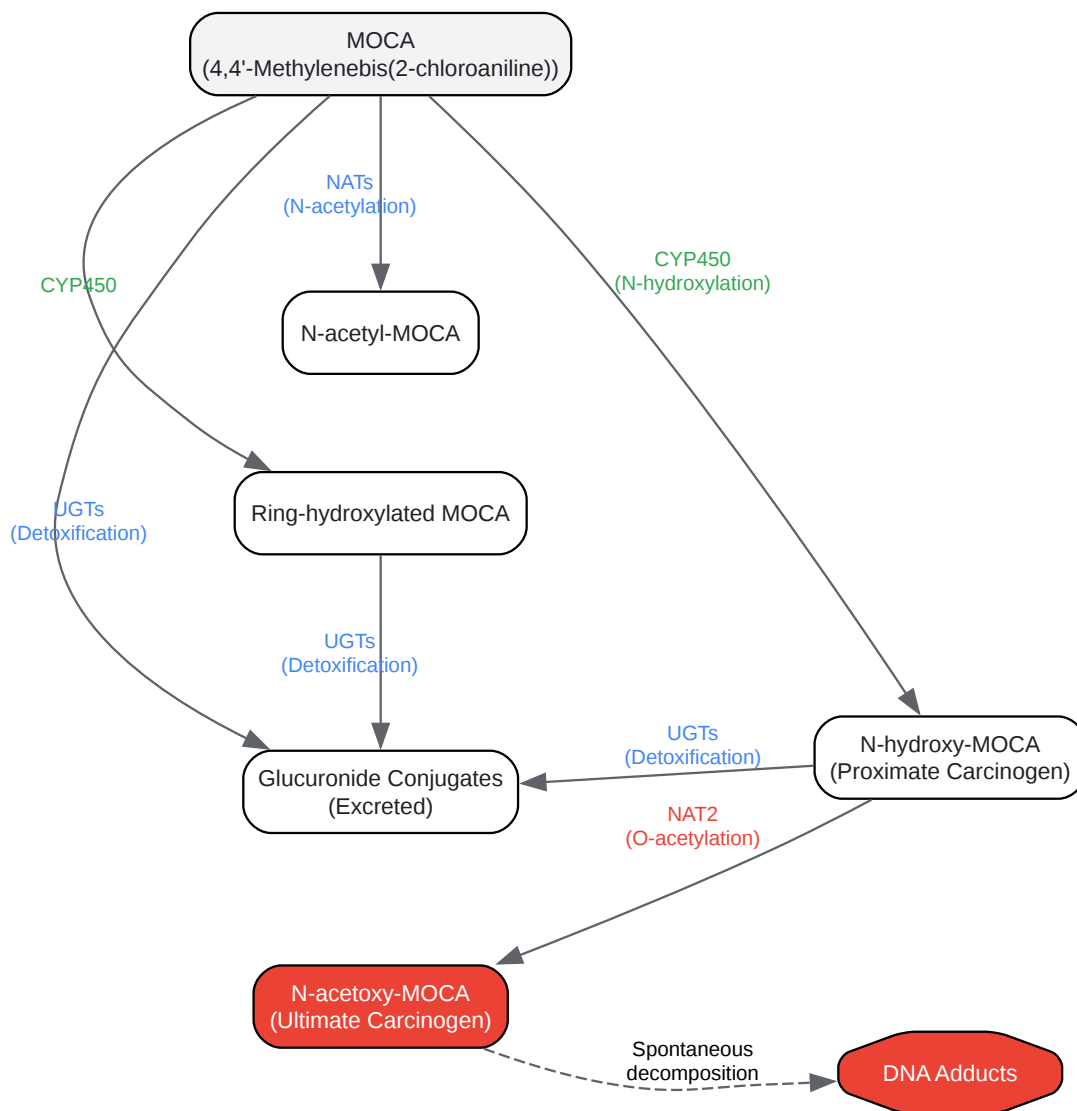 MOCA
(4,4'-Methylenebis(2-chloroaniline))
NATs
(N-acetylation)
CYP450
(N-hydroxylation)
CYP450
N-acetyl-MOCA
Ring-hydroxylated MOCA
UGTs
(Detoxification)
UGTs
(Detoxification)
N-hydroxy-MOCA
(Proximate Carcinogen)
UGTs
(Detoxification)
Glucuronide Conjugates
(Excreted)
NAT2
(O-acetylation)
N-acetoxy-MOCA
(Ultimate Carcinogen)
Spontaneous
decomposition
DNA Adducts